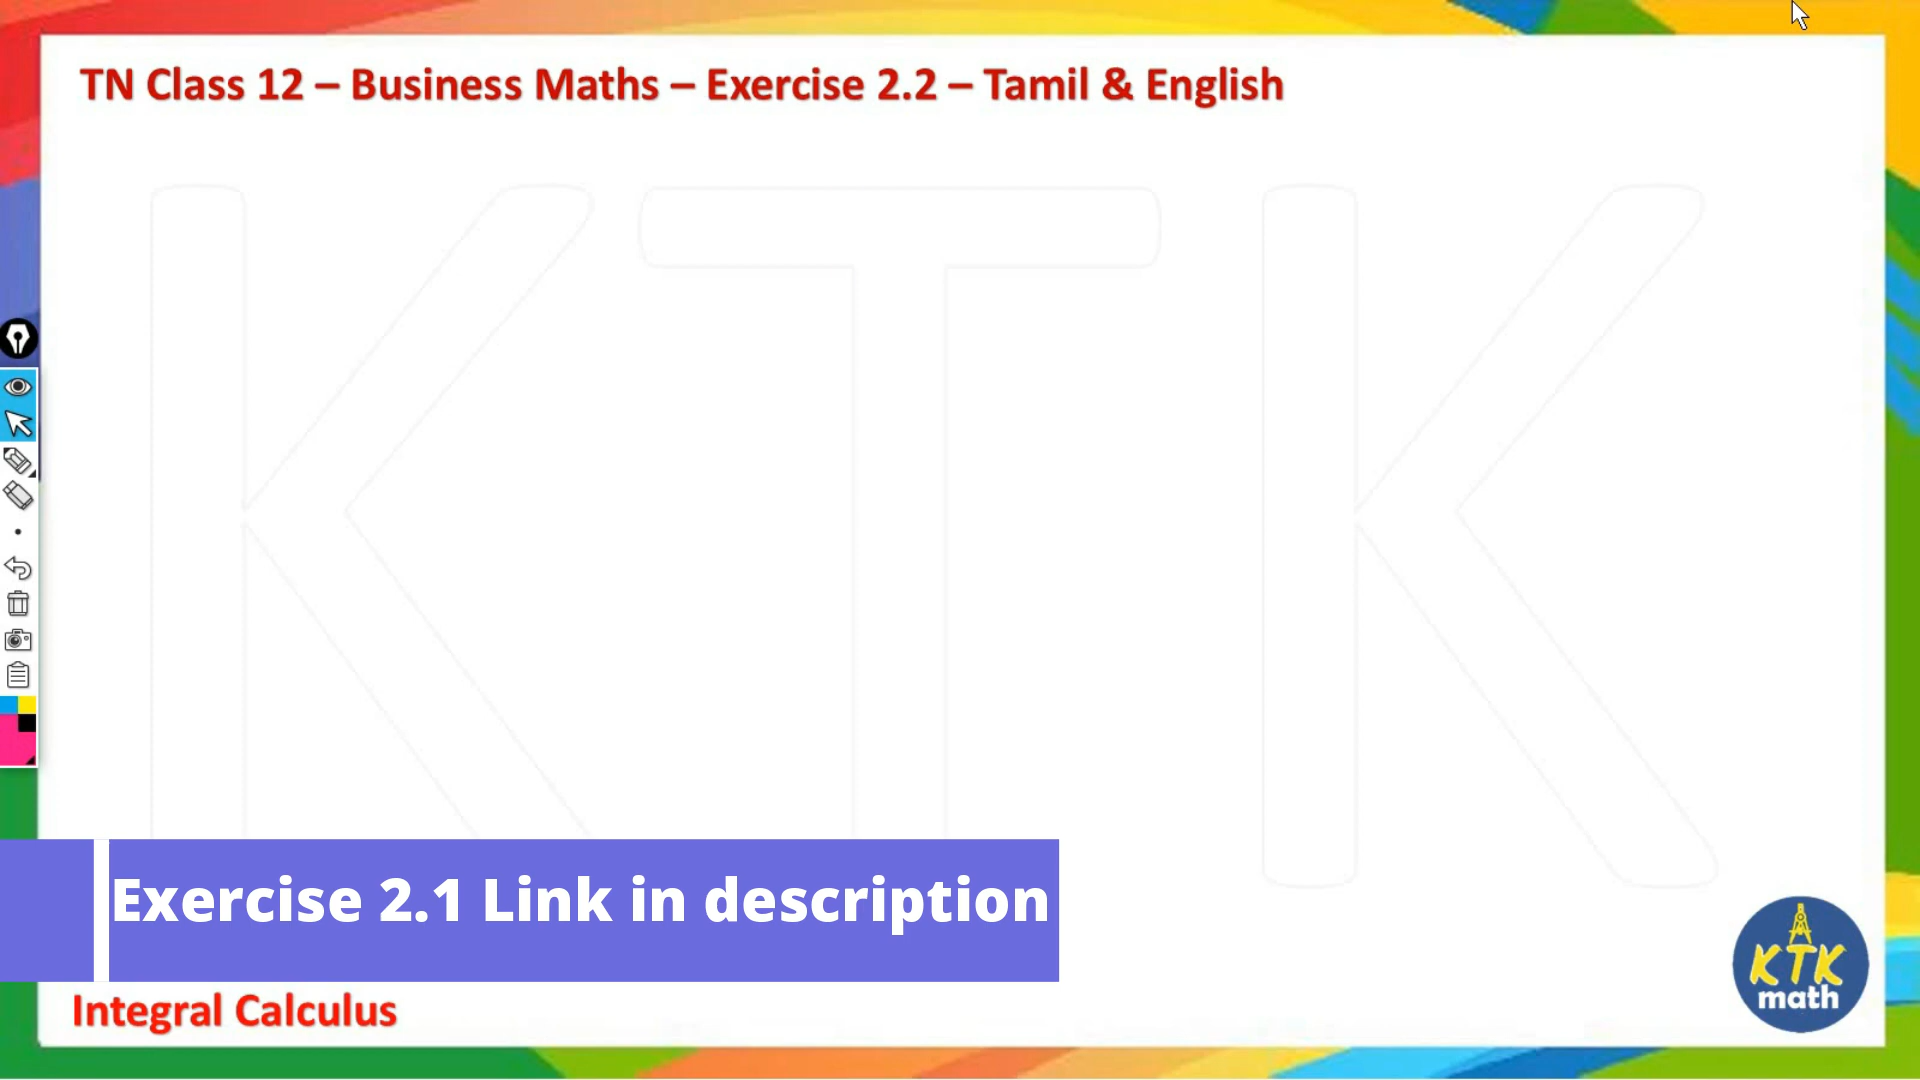 TN Class 12 – Business Maths – Exercise 2.2 – Tamil & English
KTK
Exercise 2.1 Link in description
Integral Calculus
KTK
math